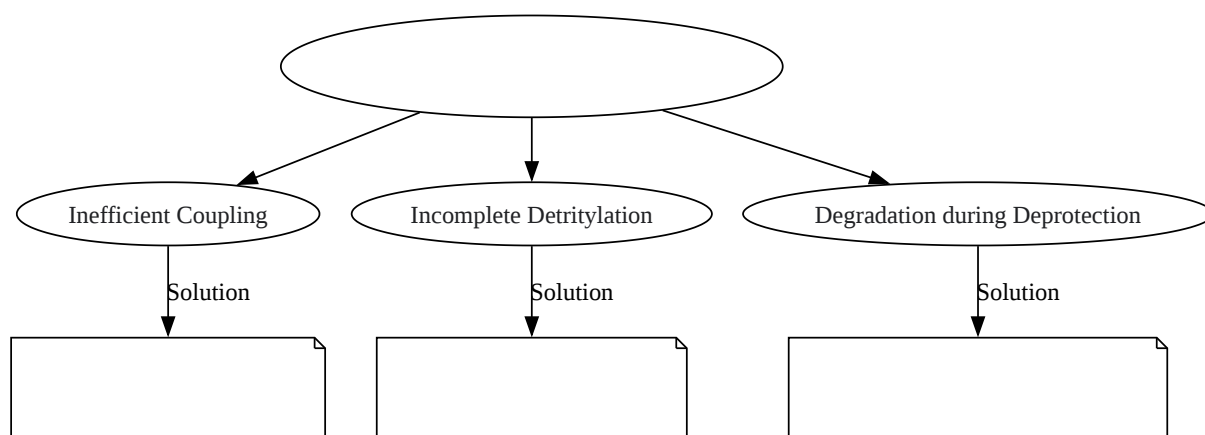 Inefficient Coupling
Incomplete Detritylation
Degradation during Deprotection
Solution
Solution
Solution